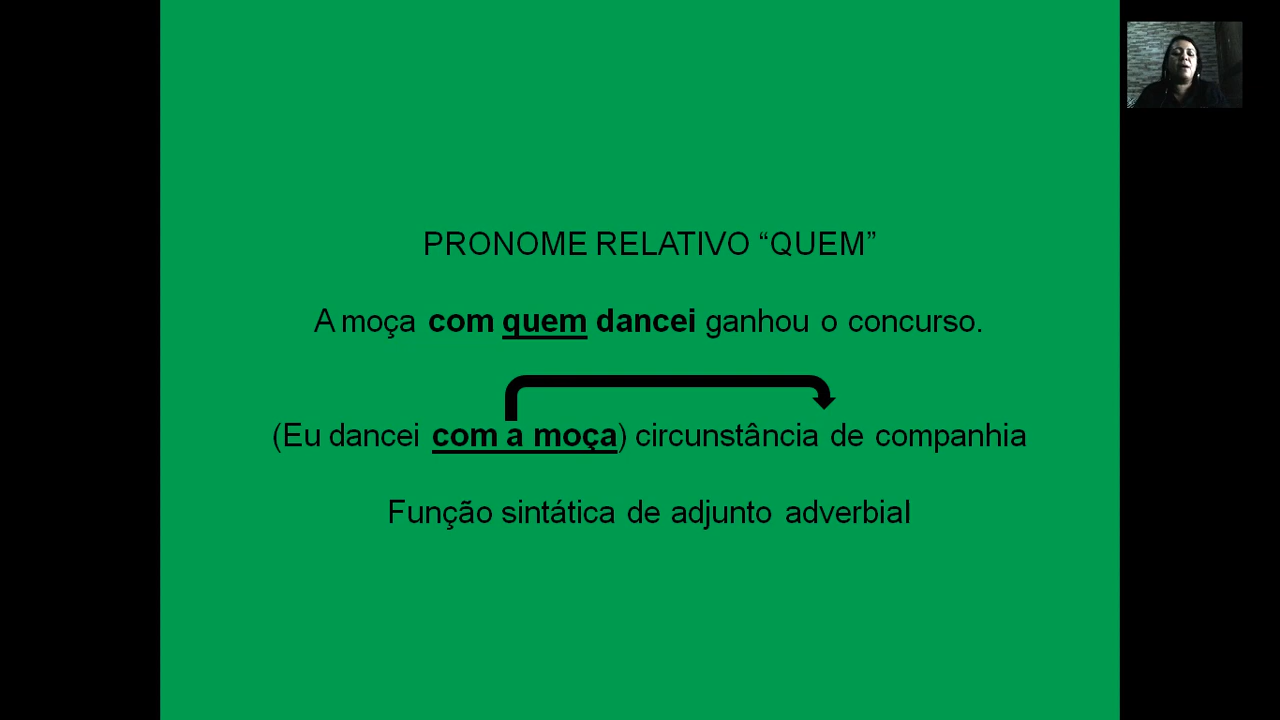 PRONOME RELATIVO “QUEM”
A moça com quem dancei ganhou o concurso.
(Eu dancei com a moça) circunstância de companhia
Função sintática de adjunto adverbial